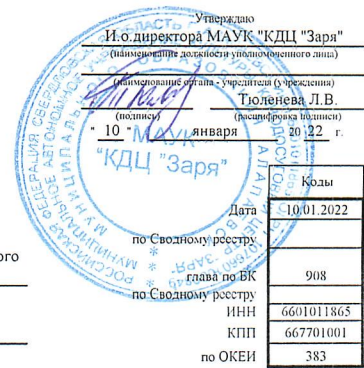 Утверждаю
И.о.директора МАУК "КДЦ "Заря"
(наименование должности уполномоченного лица)
(наименование органа - учредителя (учреждения)
Тюленева Л.В.
(подпись) (расшифровка подписи)
" 10 " января 20 22 г.
МАУК
"КДЦ "Заря"
Коды
Дата 10.01.2022
по Сводному реестру
ого
глава по БК 908
по Сводному реестру
ИНН 6601011865
КПП 667701001
по ОКЕИ 383